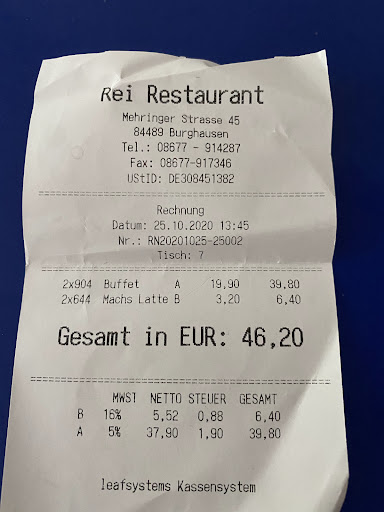 Rei Restaurant
Mehringer Strasse 45
84489 Burghausen
Tel.: 08677 - 914287
Fax: 08677-917346
UStID: DE308451382
Rechnung
Datum: 25.10.2020 13:45
Nr.: RN20201025-25002
Tisch: 7
2x904 Buffet A 19,90 39,80
2x644 Machs Latte B 3,20 6,40
Gesamt in EUR: 46,20
MWST NETTO STEUER GESAMT
B 16% 5,52 0,88 6,40
A 5% 37,90 1,90 39,80
leafsystems Kassensystem